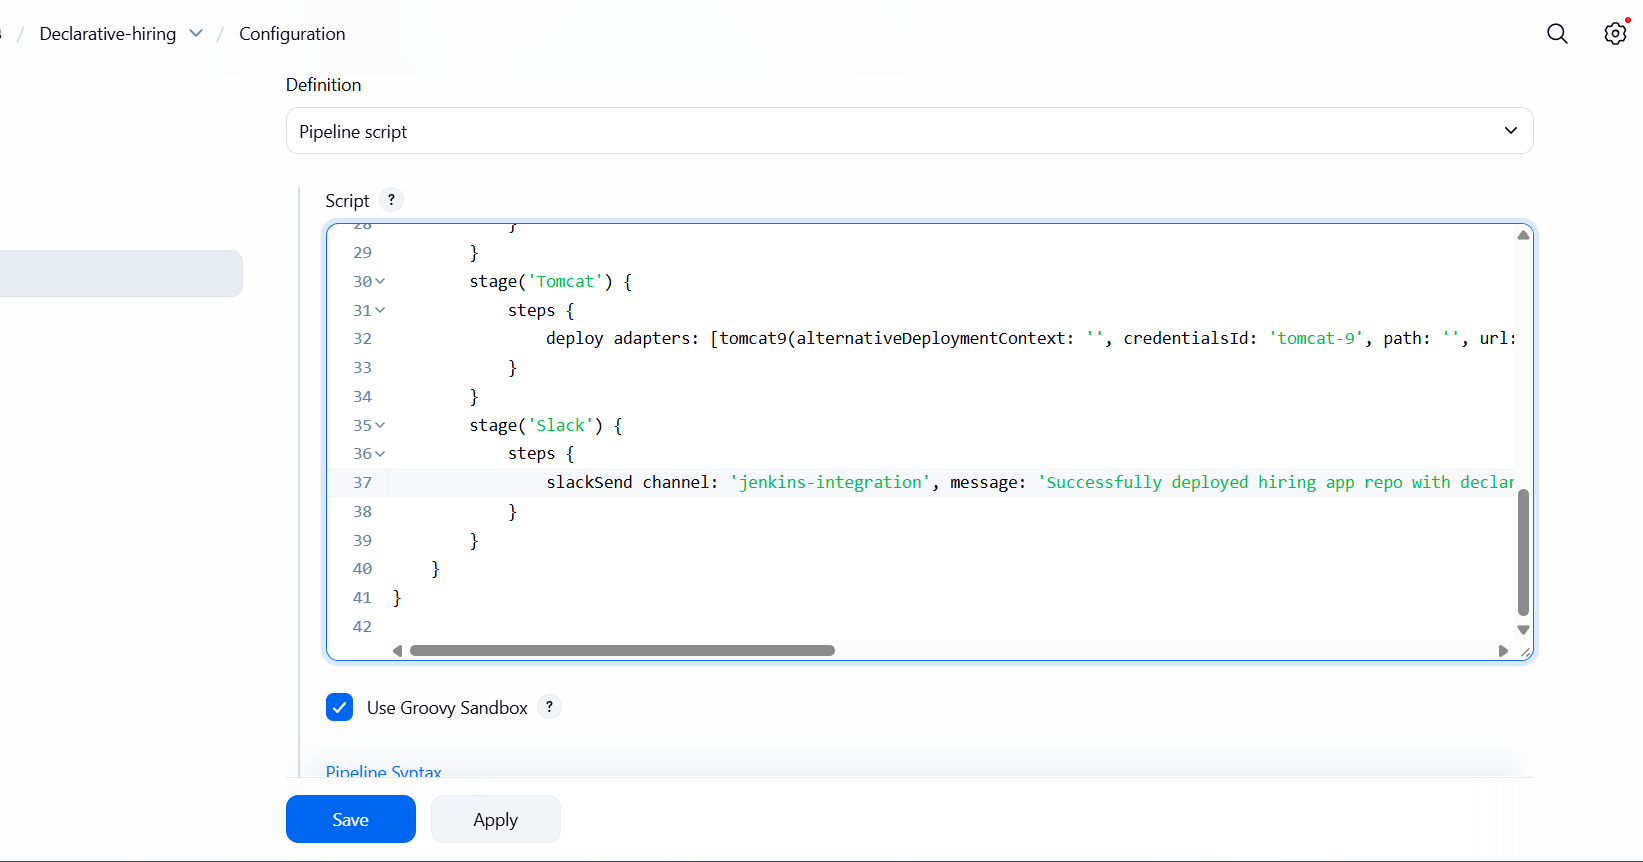 / Declarative-hiring / Configuration
Definition
Pipeline script
Script ?
28 }
29 }
30 stage('Tomcat') {
31 steps {
32 deploy adapters: [tomcat9(alternativeDeploymentContext: '', credentialsId: 'tomcat-9', path: '', url:
33 }
34 }
35 stage('Slack') {
36 steps {
37 slackSend channel: 'jenkins-integration', message: 'Successfully deployed hiring app repo with declar
38 }
39 }
40 }
41 }
42
Use Groovy Sandbox ?
Pipeline Syntax
Save Apply